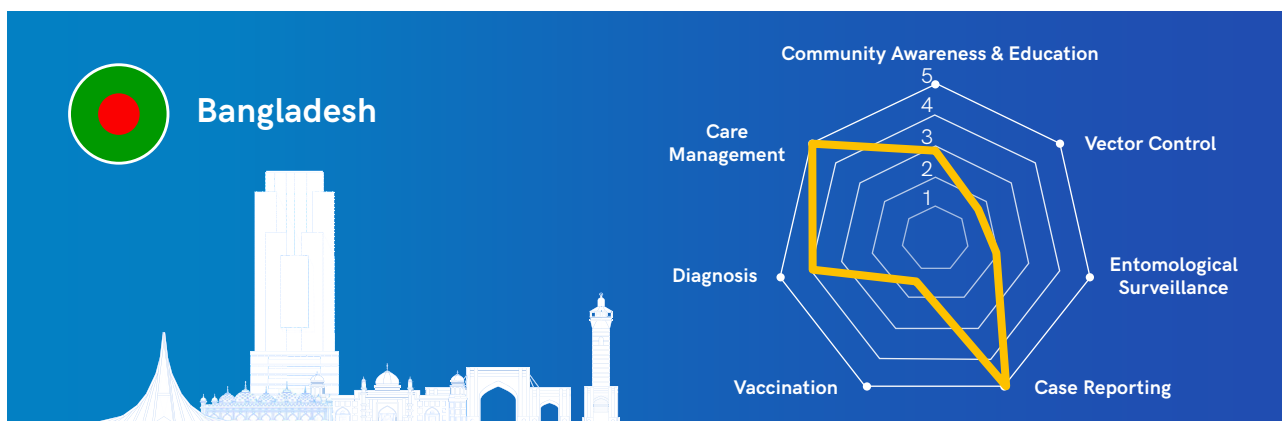 Bangladesh
Community Awareness & Education
5
4
3
2
1
Care
Management
Vector Control
Diagnosis
Entomological
Surveillance
Vaccination
Case Reporting